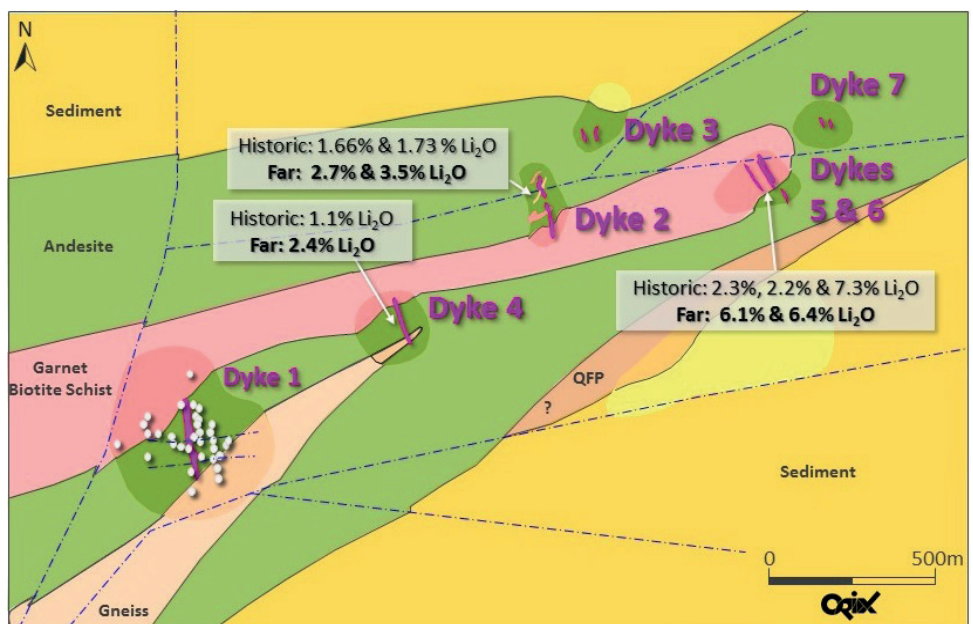 N
Sediment
Dyke 7
Historic: 1.66% & 1.73 % Li₂O
Far: 2.7% & 3.5% Li₂O
Dyke 3
Dykes
5 & 6
Historic: 1.1% Li₂O
Far: 2.4% Li₂O
Dyke 2
Andesite
Historic: 2.3%, 2.2% & 7.3% Li₂O
Far: 6.1% & 6.4% Li₂O
Dyke 4
Garnet
Biotite Schist
Dyke 1
QFP
?
Sediment
0 500m
Gneiss